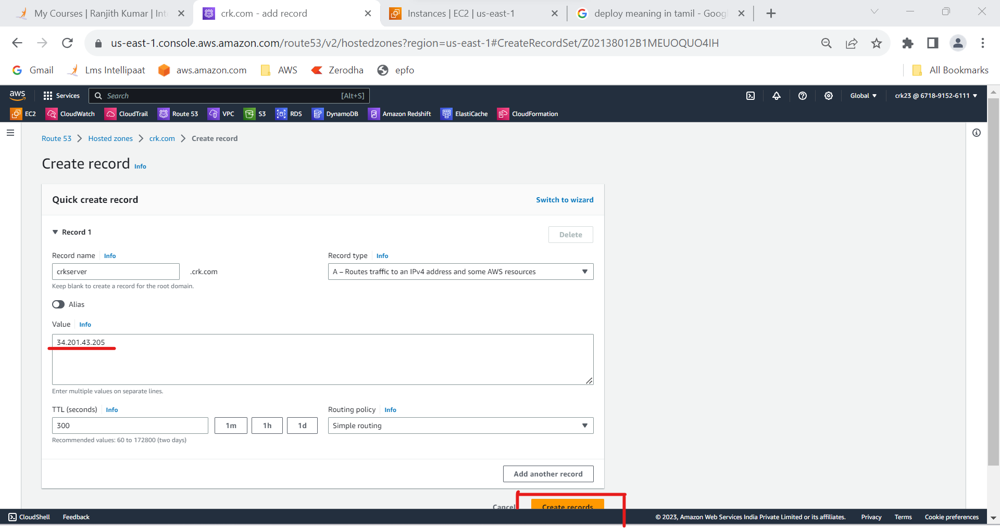 My Courses | Ranjith Kumar | Int
crk.com - add record
Instances | EC2 | us-east-1
deploy meaning in tamil - Goog
us-east-1.console.aws.amazon.com/route53/v2/hostedzones?region=us-east-1#CreateRecordSet/Z02138012B1MEUOQUO4IH
Gmail
Lms Intellipaat
aws.amazon.com
AWS
Zerodha
epfo
All Bookmarks
aws
Services
Search
[Alt+S]
Global
crk23 @ 6718-9152-6111
EC2
CloudWatch
CloudTrail
Route 53
VPC
S3
RDS
DynamoDB
Amazon Redshift
ElastiCache
CloudFormation
Route 53
Hosted zones
crk.com
Create record
Create record Info
Quick create record
Switch to wizard
Record 1
Delete
Record name Info
Record type Info
crkserver
.crk.com
A – Routes traffic to an IPv4 address and some AWS resources
Keep blank to create a record for the root domain.
Alias
Value Info
34.201.43.205
Enter multiple values on separate lines.
TTL (seconds) Info
Routing policy Info
300
1m
1h
1d
Simple routing
Recommended values: 60 to 172800 (two days)
Add another record
Cancel
Create records
CloudShell
Feedback
© 2023, Amazon Web Services India Private Limited or its affiliates.
Privacy
Terms
Cookie preferences